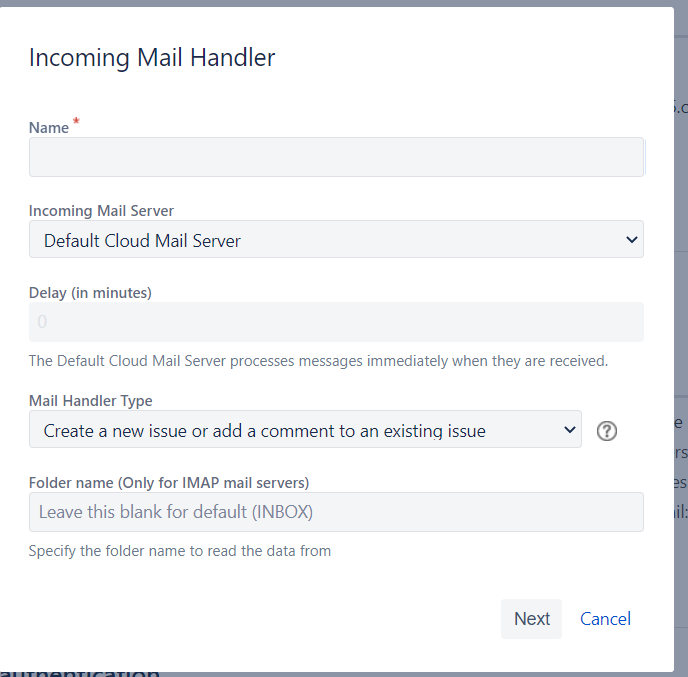 Incoming Mail Handler
Name *
Incoming Mail Server
Default Cloud Mail Server
Delay (in minutes)
0
The Default Cloud Mail Server processes messages immediately when they are received.
Mail Handler Type
Create a new issue or add a comment to an existing issue
?
Folder name (Only for IMAP mail servers)
Leave this blank for default (INBOX)
Specify the folder name to read the data from
Next Cancel
authentication